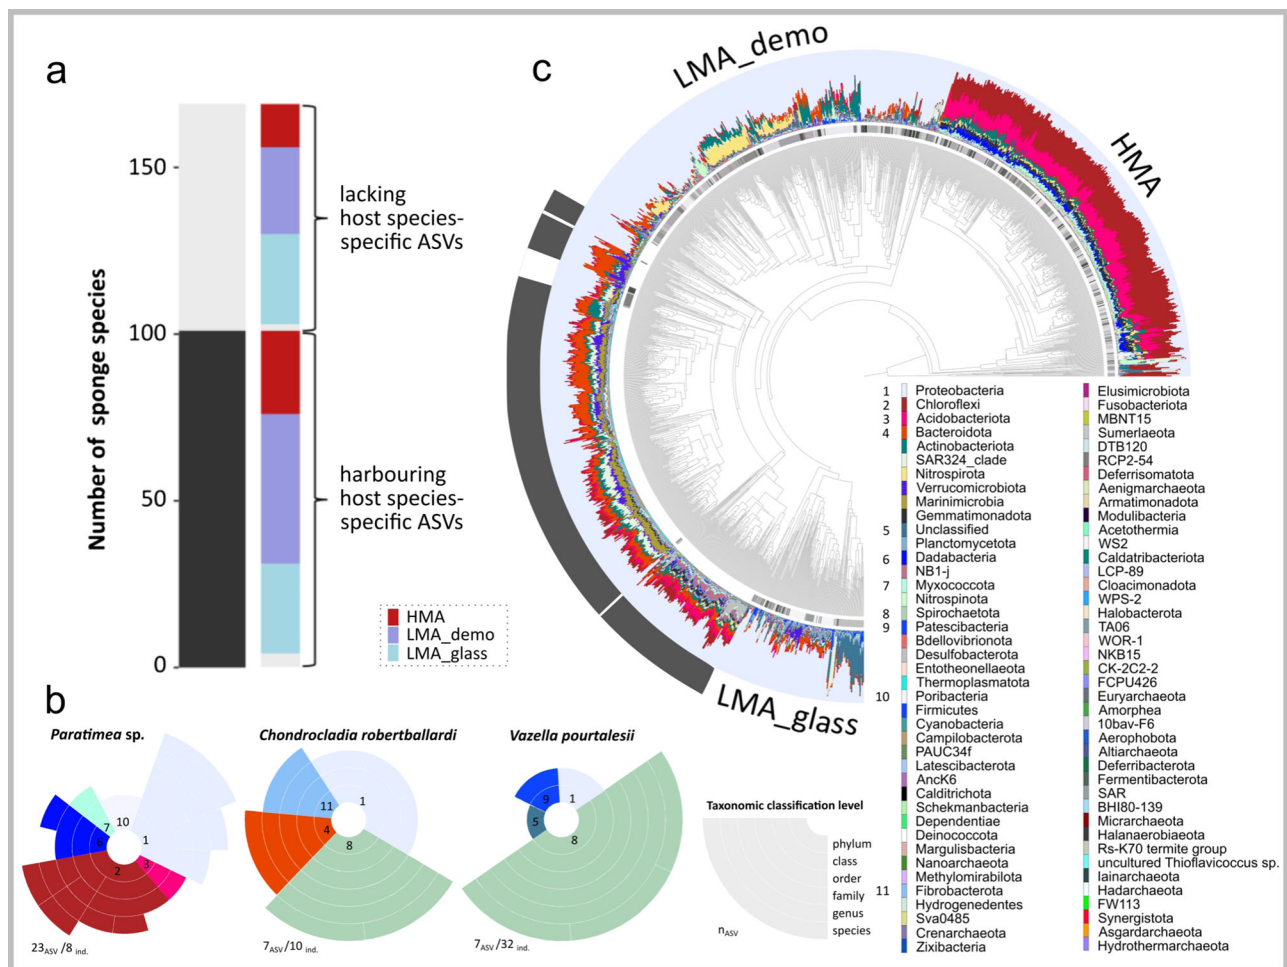 a
Number of sponge species
150
100
50
0
lacking
host species-
specific ASVs
harbouring
host species-
specific ASVs
HMA
LMA_demo
LMA_glass
b
Paratimea sp.
10
7
1
6
3
2
23ASV /8 ind.
Chondrocladia robertballardi
11
1
4
8
7ASV /10 ind.
Vazella pourtalesii
9
1
5
8
7ASV /32 ind.
Taxonomic classification level
phylum
class
order
family
genus
species
nASV
c
LMA_demo
HMA
LMA_glass
1 Proteobacteria
2 Chloroflexi
3 Acidobacteriota
4 Bacteroidota
Actinobacteriota
SAR324_clade
Nitrospirota
Verrucomicrobiota
Marinimicrobia
Gemmatimonadota
5 Unclassified
Planctomycetota
6 Dadabacteria
NB1-j
7 Myxococcota
Nitrospinota
8 Spirochaetota
9 Patescibacteria
Bdellovibrionota
Desulfobacterota
Entotheonellaeota
Thermoplasmatota
10 Poribacteria
Firmicutes
Cyanobacteria
Campilobacterota
PAUC34f
Latescibacterota
AncK6
Calditrichota
Schekmanbacteria
Dependentiae
Deinococcota
Margulisbacteria
Nanoarchaeota
Methylomirabilota
11 Fibrobacterota
Hydrogenedentes
Sva0485
Crenarchaeota
Zixibacteria
Elusimicrobiota
Fusobacteriota
MBNT15
Sumerlaeota
DTB120
RCP2-54
Deferrisomatota
Aenigmarchaeota
Armatimonadota
Modulibacteria
Acetothermia
WS2
Caldatribacteriota
LCP-89
Cloacimonadota
WPS-2
Halobacterota
TA06
WOR-1
NKB15
CK-2C2-2
FCPU426
Euryarchaeota
Amorphea
10bav-F6
Aerophobota
Altiarchaeota
Deferribacterota
Fermentibacterota
SAR
BHI80-139
Micrarchaeota
Halanaerobiaeota
Rs-K70 termite group
uncultured Thioflavicoccus sp.
Iainarchaeota
Hadarchaeota
FW113
Synergistota
Asgardarchaeota
Hydrothermarchaeota